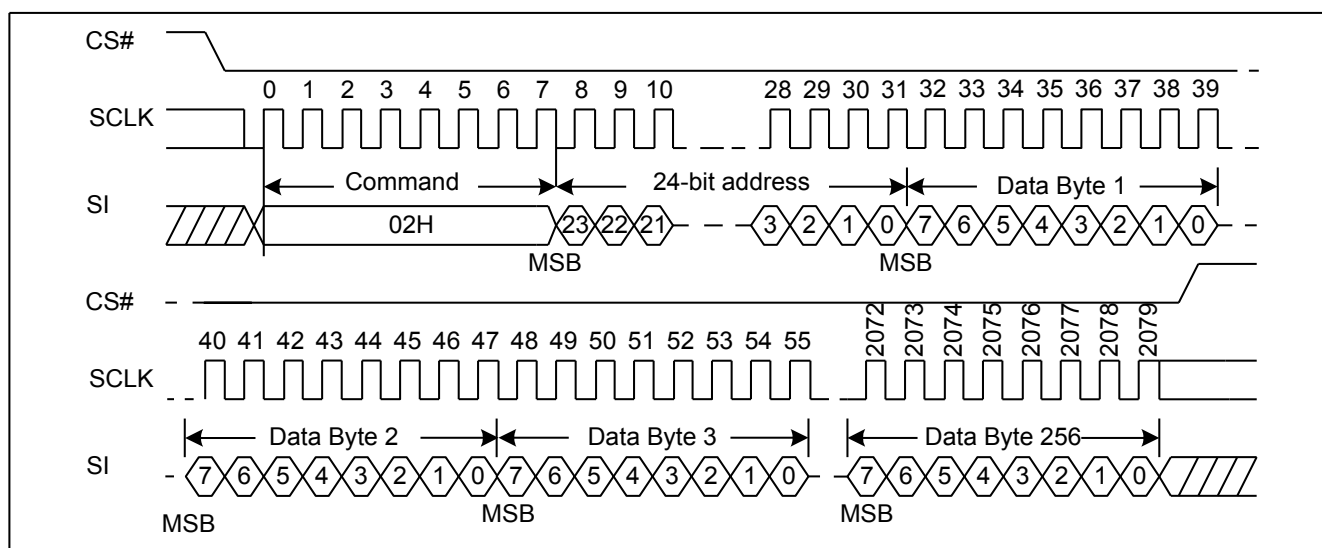 CS#
0 1 2 3 4 5 6 7 8 9 10 28 29 30 31 32 33 34 35 36 37 38 39
SCLK
Command 24-bit address Data Byte 1
SI
02H 23 22 21 3 2 1 0 7 6 5 4 3 2 1 0
MSB MSB
CS#
40 41 42 43 44 45 46 47 48 49 50 51 52 53 54 55 2072 2073 2074 2075 2076 2077 2078 2079
SCLK
Data Byte 2 Data Byte 3 Data Byte 256
SI
7 6 5 4 3 2 1 0 7 6 5 4 3 2 1 0 7 6 5 4 3 2 1 0
MSB MSB MSB